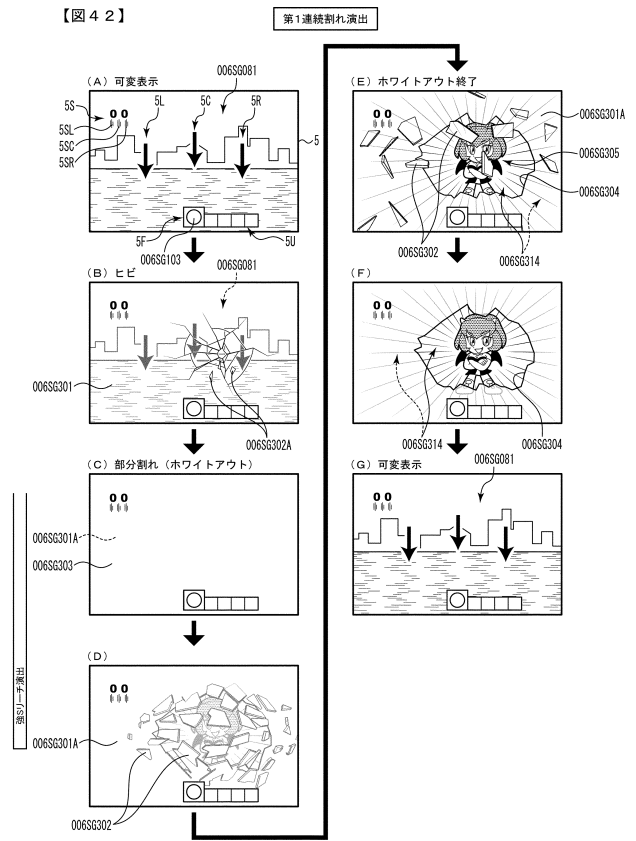 【図４２】
第１連続割れ演出
（Ａ）可変表示
006SG081
5S
5L
5C
5R
00
5SL
5SC
5SR
5
5F
5U
006SG103
（Ｂ）ヒビ
006SG081
00
006SG301
006SG302A
（Ｃ）部分割れ（ホワイトアウト）
00
006SG301A
006SG303
強Sリーチ演出
（Ｄ）
00
006SG301A
006SG302
（Ｅ）ホワイトアウト終了
00
006SG301A
006SG305
006SG304
006SG302
006SG314
（Ｆ）
00
006SG314
006SG304
（Ｇ）可変表示
006SG081
00